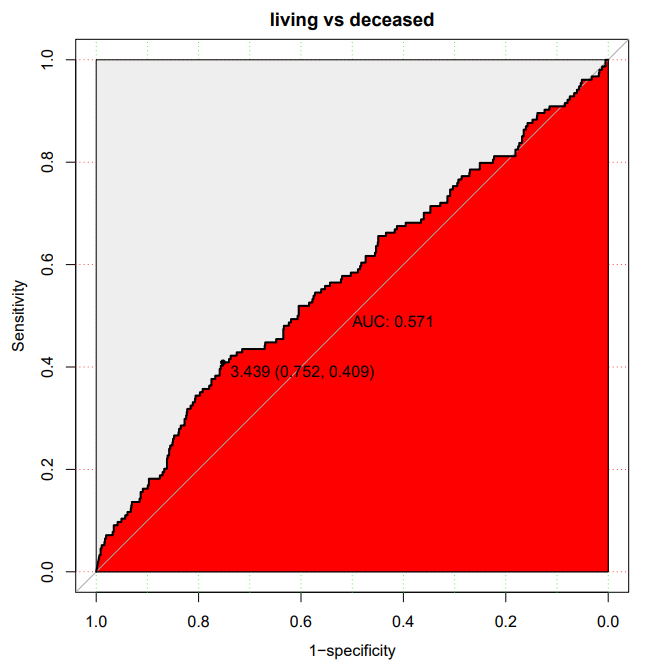 living vs deceased
1.0
0.8
0.6
0.4
0.2
0.0
Sensitivity
AUC: 0.571
3.439 (0.752, 0.409)
1.0 0.8 0.6 0.4 0.2 0.0
1−specificity